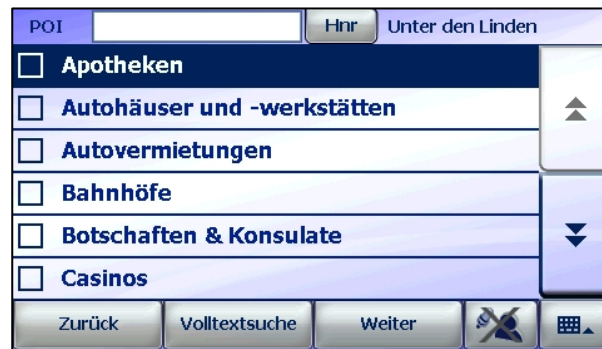 POI Hnr Unter den Linden
Apotheken
Autohäuser und -werkstätten
Autovermietungen
Bahnhöfe
Botschaften & Konsulate
Casinos
Zurück Volltextsuche Weiter